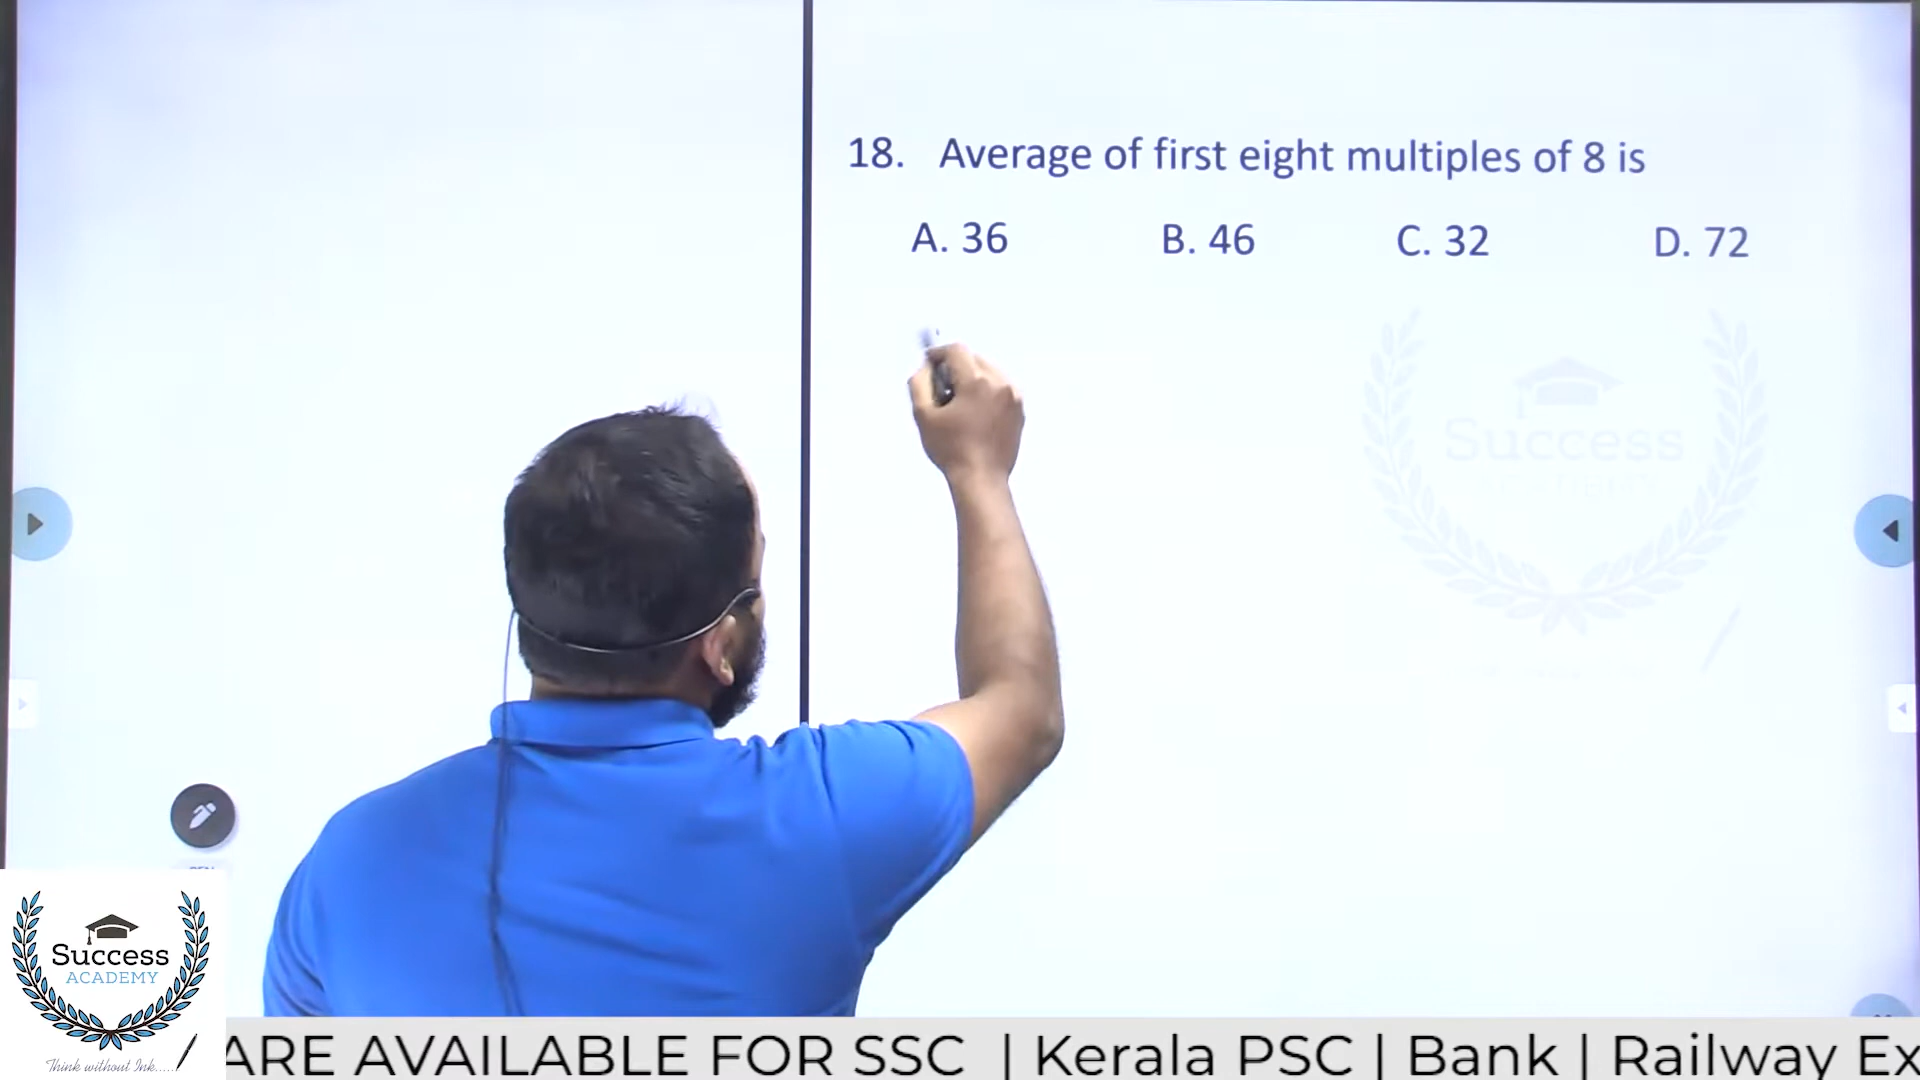 18. Average of first eight multiples of 8 is
A. 36 B. 46 C. 32 D. 72
Success
Success
ACADEMY
Think without Ink.....
ARE AVAILABLE FOR SSC | Kerala PSC | Bank | Railway Ex